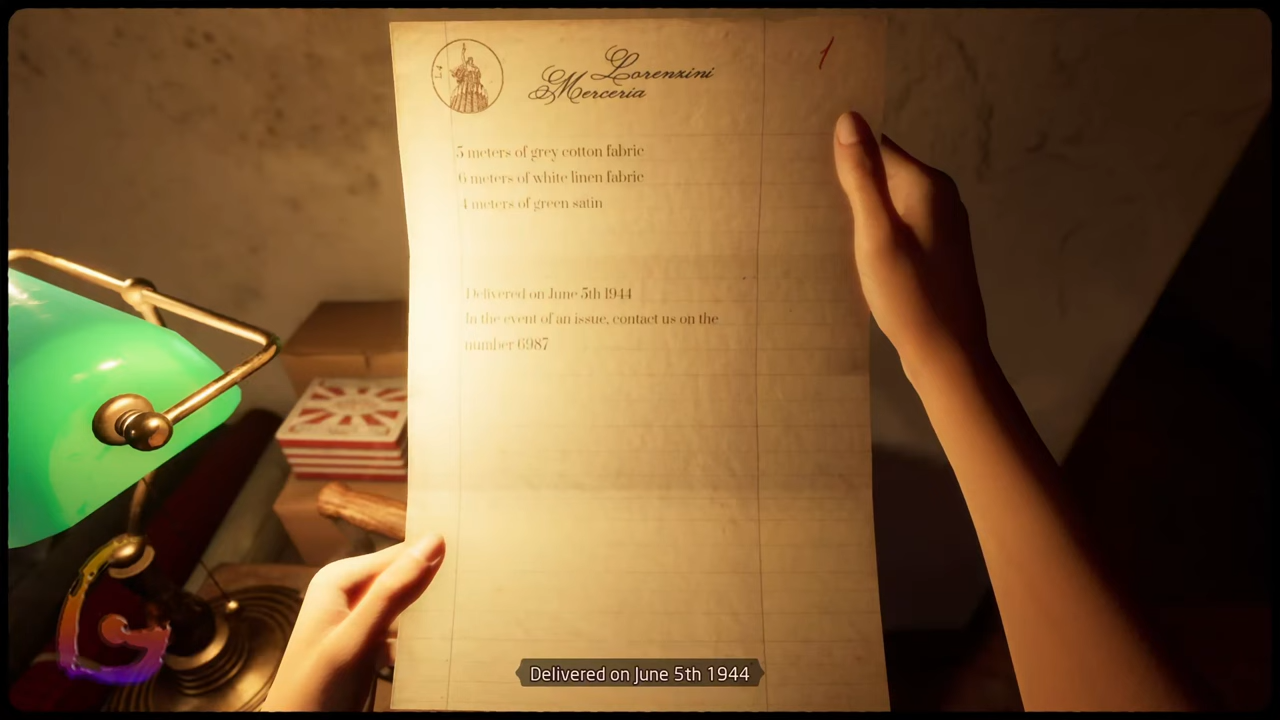 Lorenzini
Merceria
1
5 meters of grey cotton fabric
6 meters of white linen fabric
4 meters of green satin
Delivered on June 5th 1944
In the event of an issue, contact us on the
number 6987
Delivered on June 5th 1944